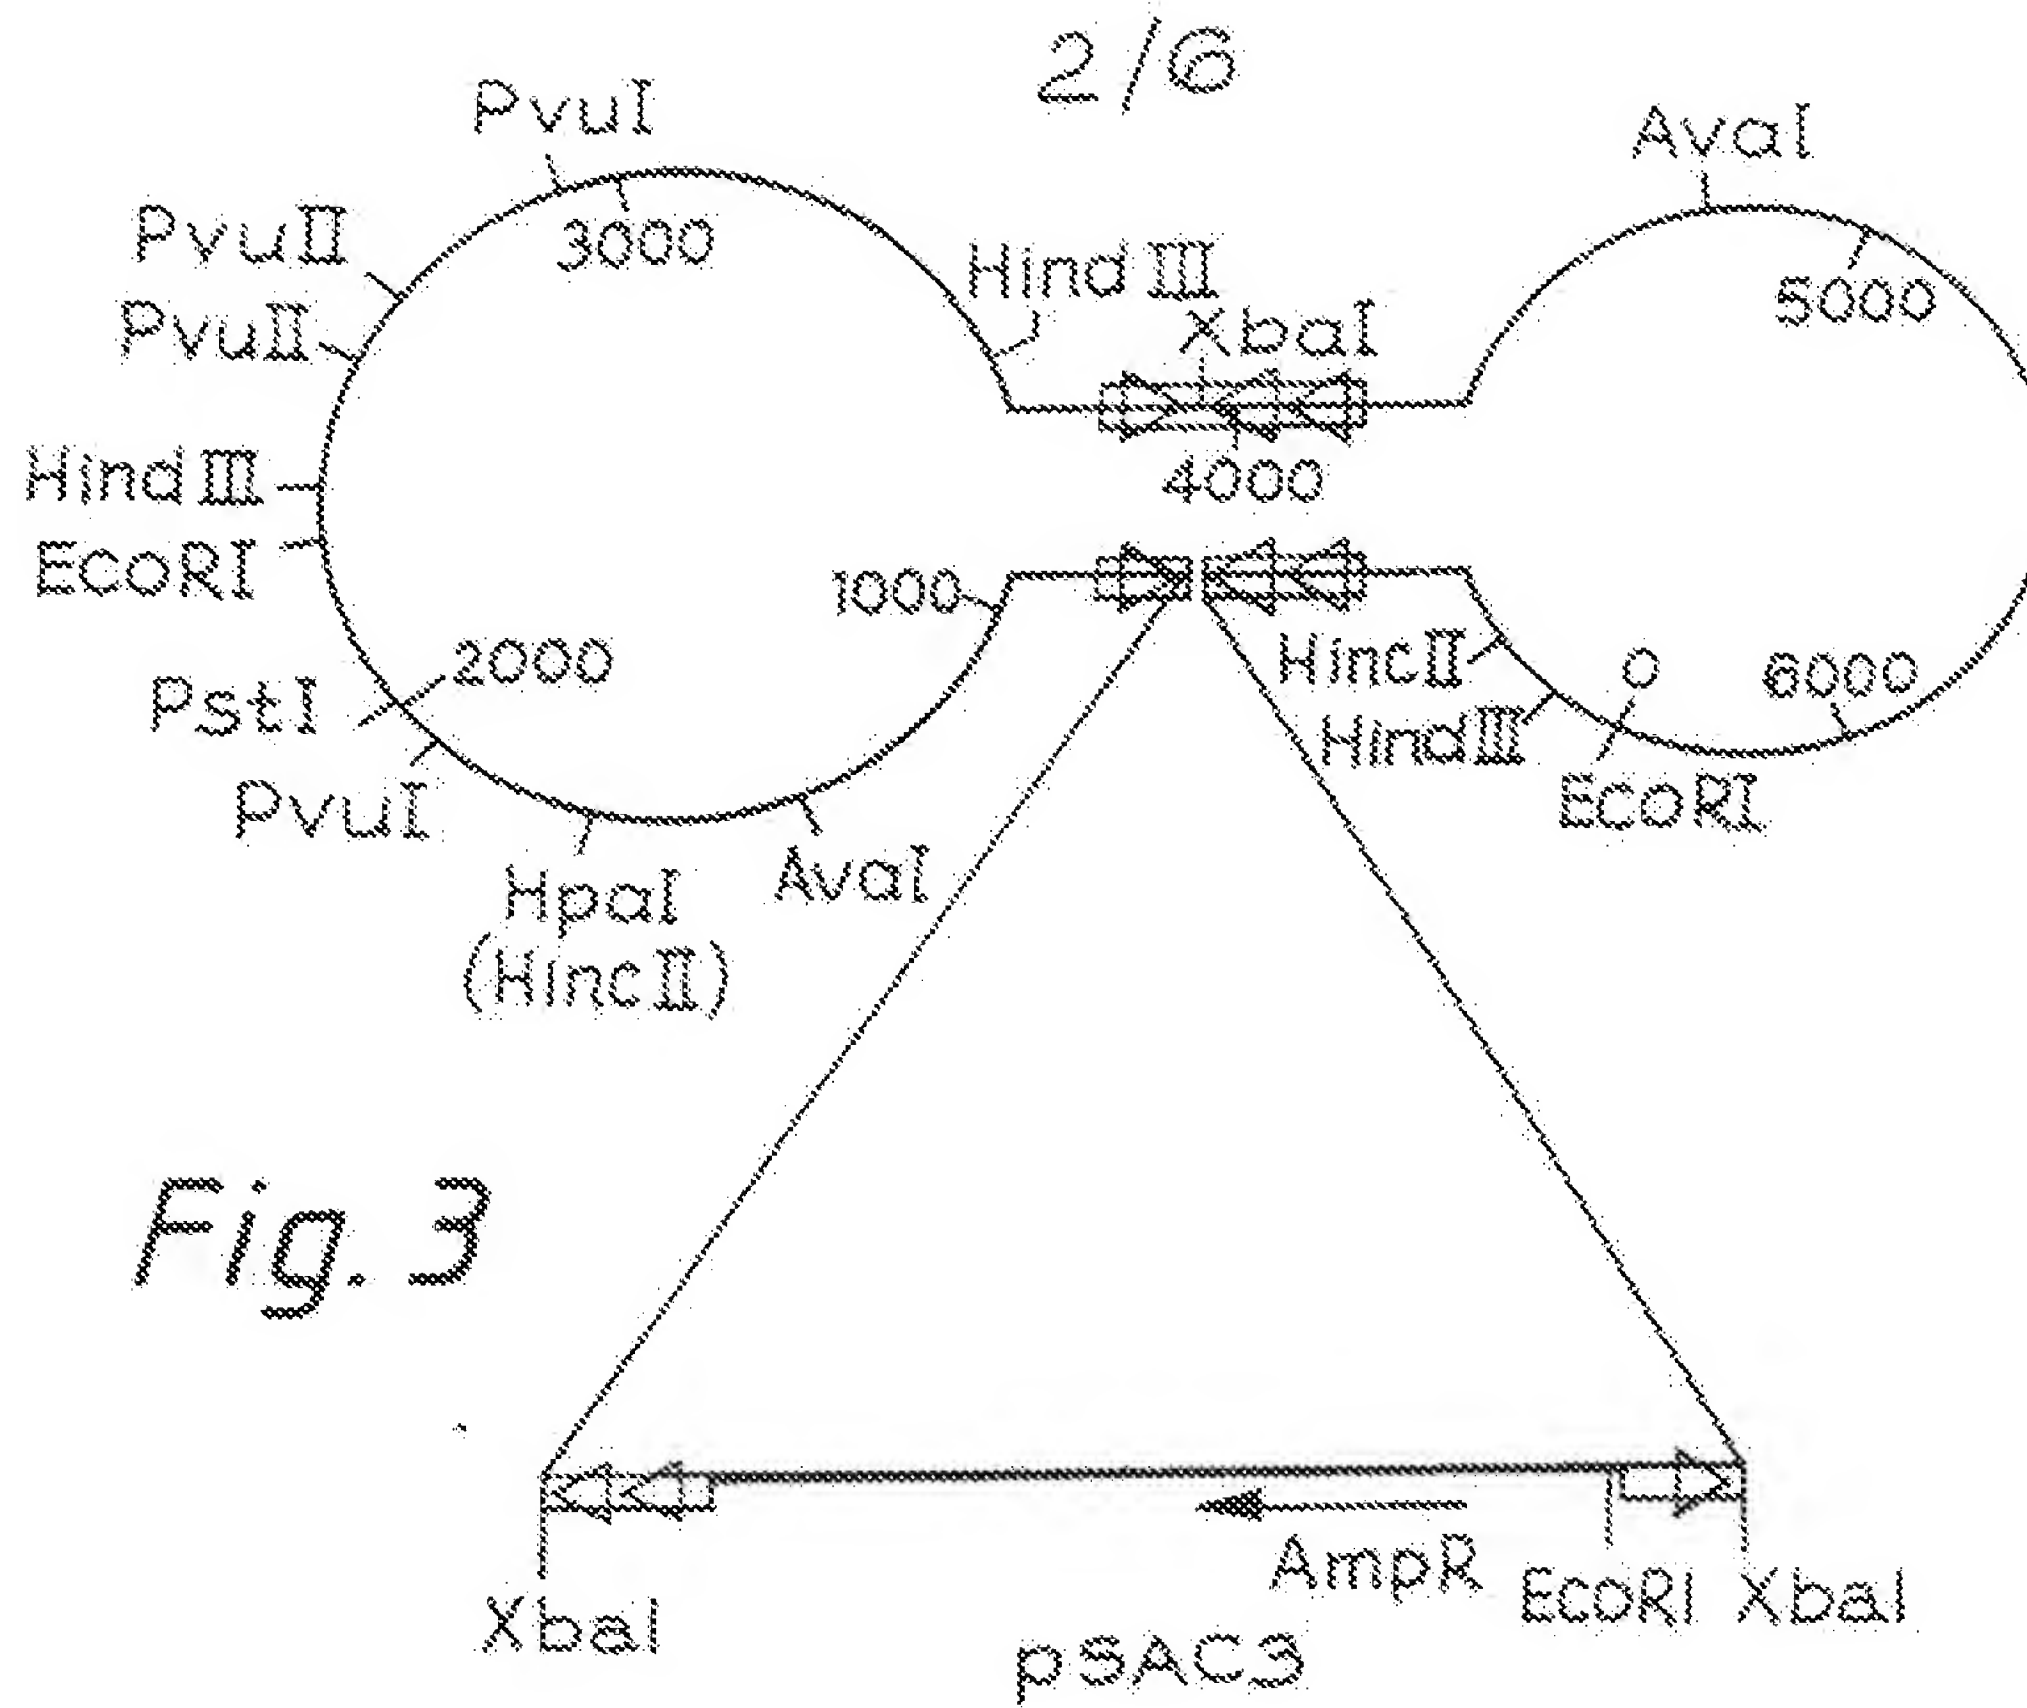 2/6
PvuI
AvaI
PvuII
3000
HindIII
5000
PvuII
XbaI
HindIII
4000
EcoRI
1000
2000
HincII
0
6000
PstI
HindIII
PvuI
EcoRI
HpaI
AvaI
(HincII)
Fig. 3
AmpR
EcoRI
XbaI
XbaI
pSAC3